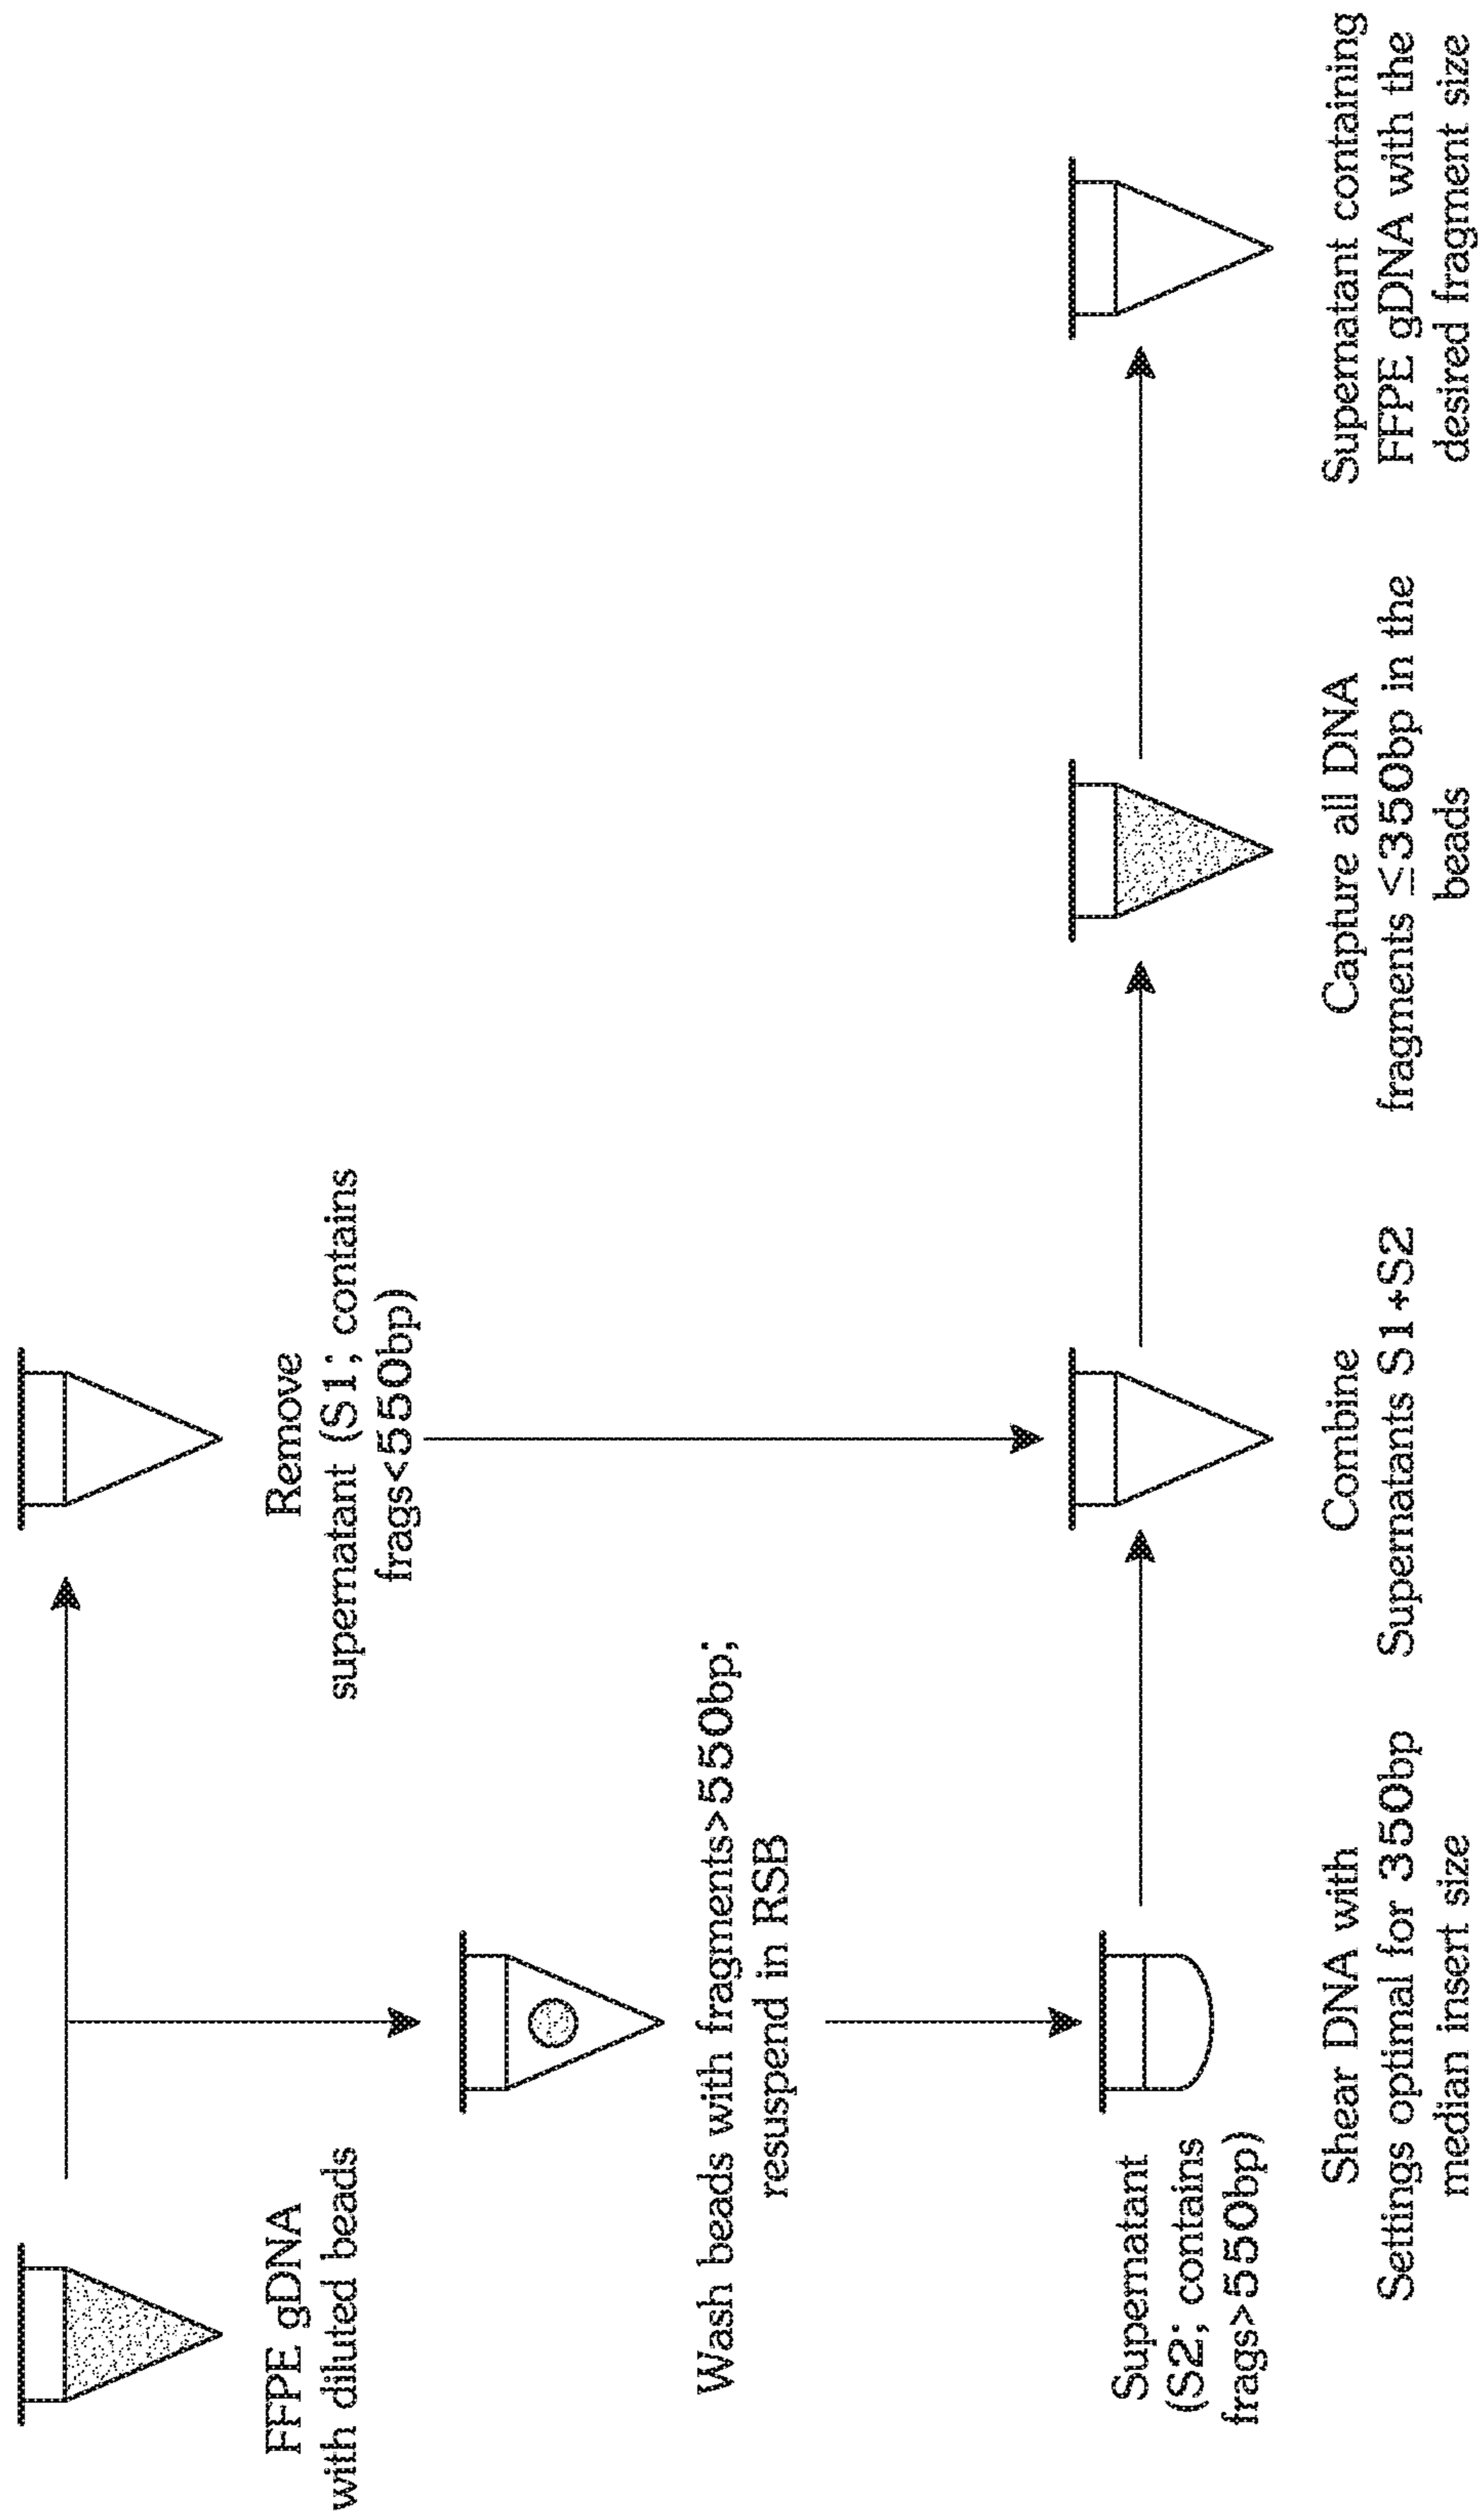 FFPE gDNA
with diluted beads
Remove
supernatant (S1; contains
frags<550bp)
Wash beads with fragments>550bp;
resuspend in RSB
Supernatant
(S2; contains
frags>550bp)
Shear DNA with
Settings optimal for 350bp
median insert size
Combine
Supernatants S1+S2
Capture all DNA
fragments ≤350bp in the
beads
Supernatant containing
FFPE gDNA with the
desired fragment size